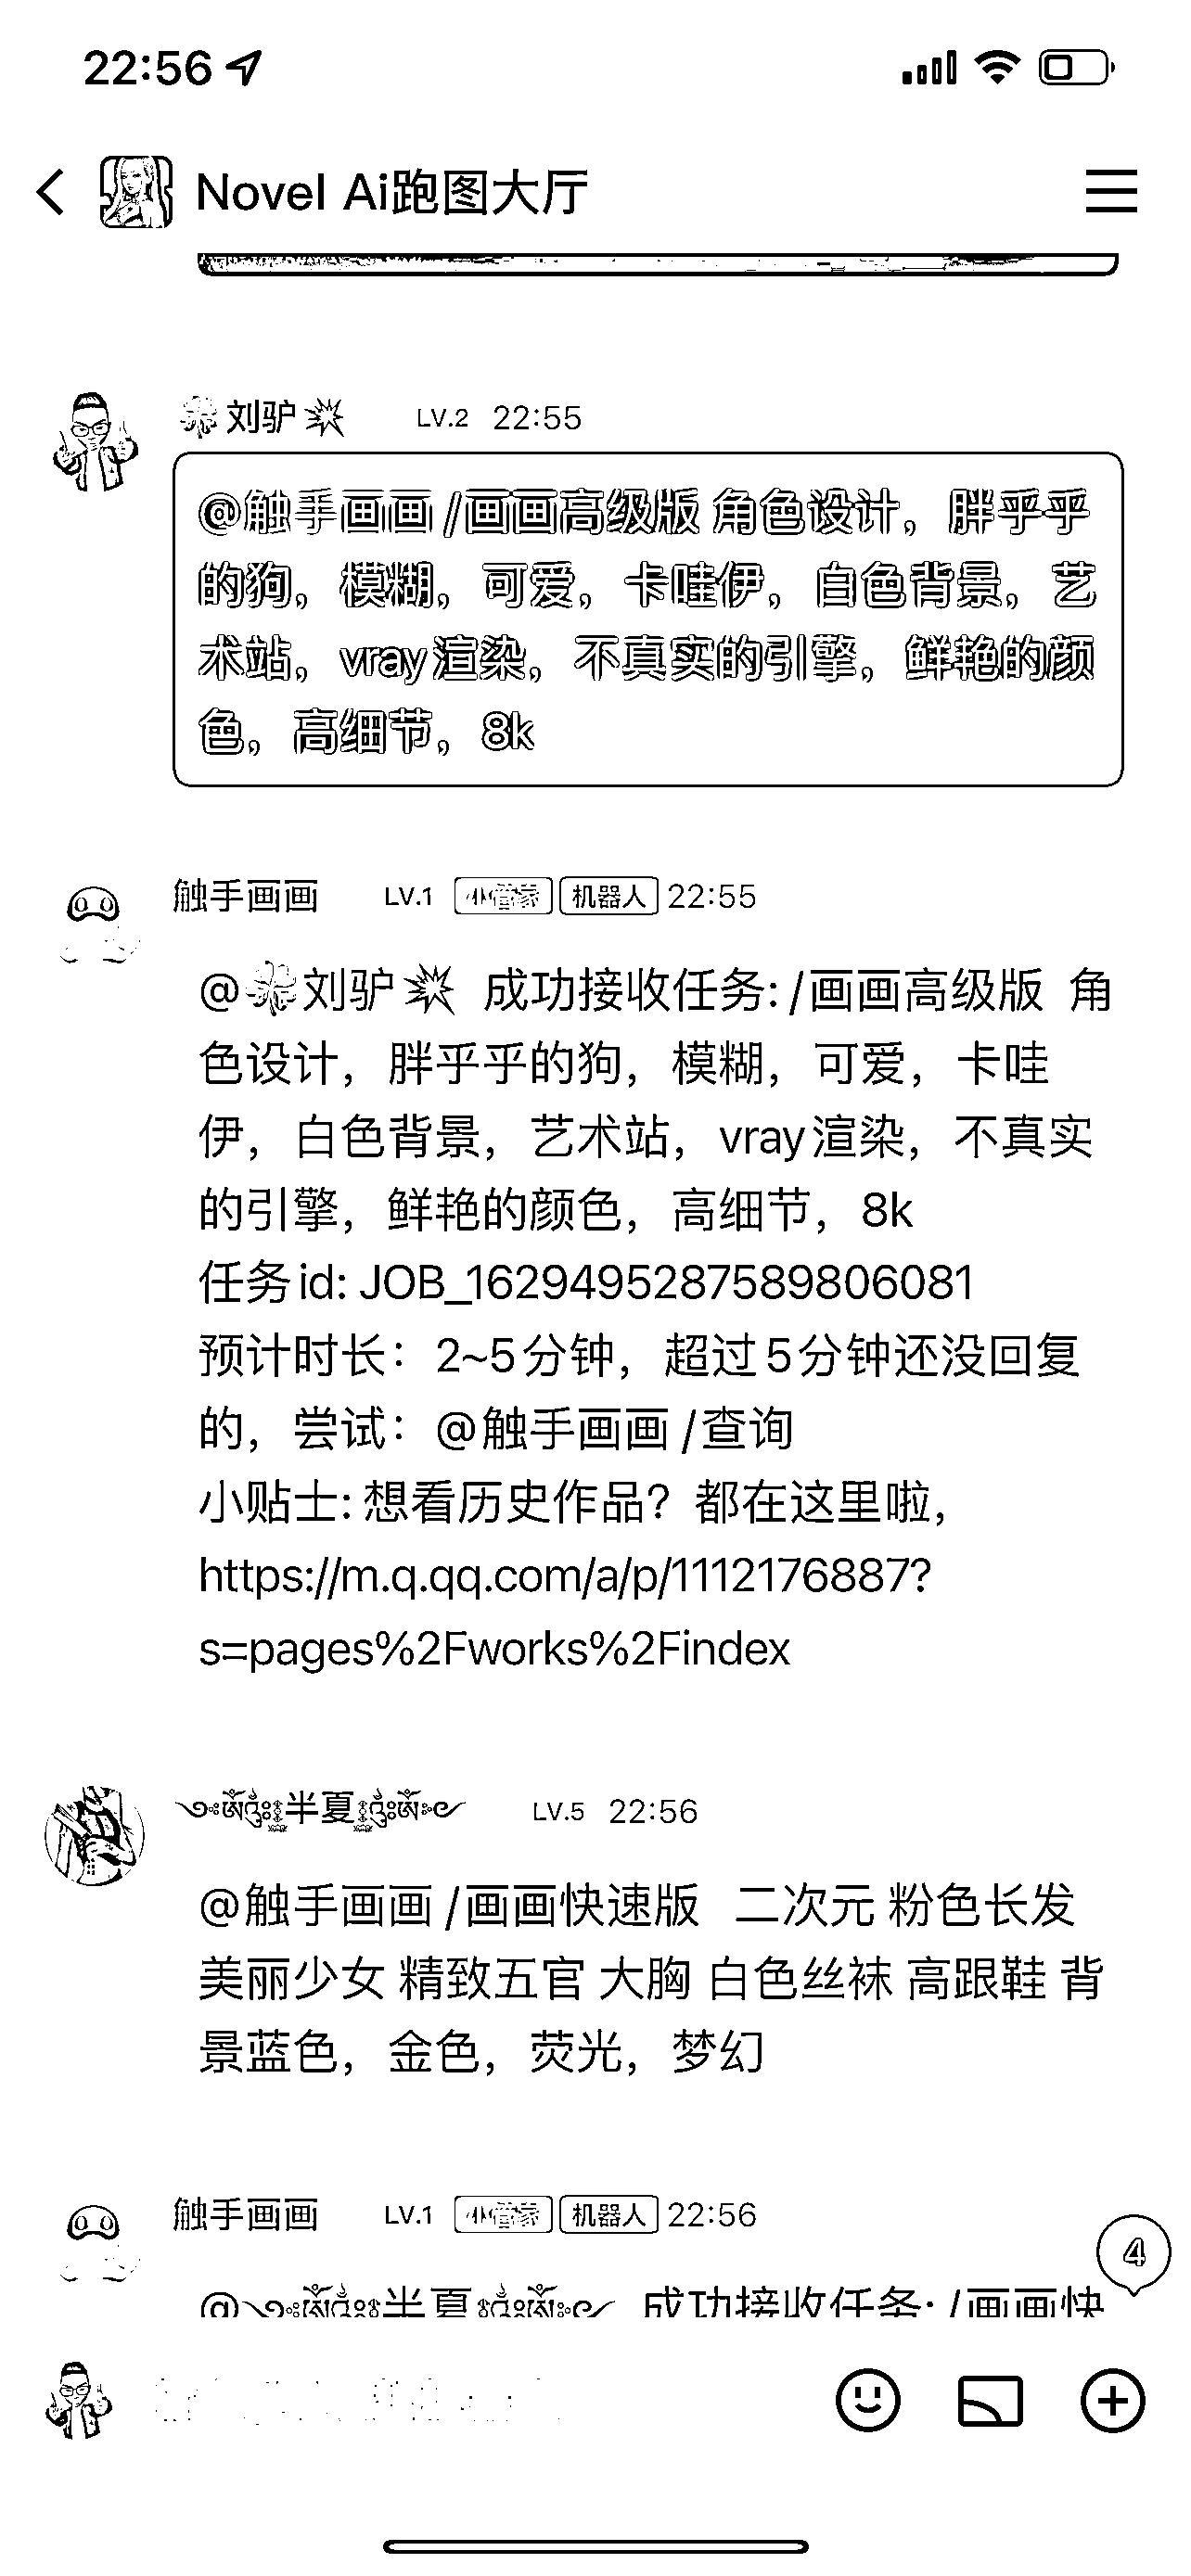 22:56
Novel Ai跑图大厅
刘驴 LV.2 22:55
@触手画画 /画画高级版 角色设计，胖乎乎
的狗，模糊，可爱，卡哇伊，白色背景，艺
术站，vray渲染，不真实的引擎，鲜艳的颜
色，高细节，8k
触手画画 LV.1 小管家 机器人 22:55
@🍀刘驴💥 成功接收任务: /画画高级版 角
色设计，胖乎乎的狗，模糊，可爱，卡哇
伊，白色背景，艺术站，vray渲染，不真实
的引擎，鲜艳的颜色，高细节，8k
任务id: JOB_1629495287589806081
预计时长：2~5分钟，超过5分钟还没回复
的，尝试：@触手画画 /查询
小贴士: 想看历史作品？都在这里啦，
https://m.q.qq.com/a/p/1112176887?
s=pages%2Fworks%2Findex
半夏 LV.5 22:56
@触手画画 /画画快速版 二次元 粉色长发
美丽少女 精致五官 大胸 白色丝袜 高跟鞋 背
景蓝色，金色，荧光，梦幻
触手画画 LV.1 小管家 机器人 22:56
4
@半夏 成功接收任务: /画画快